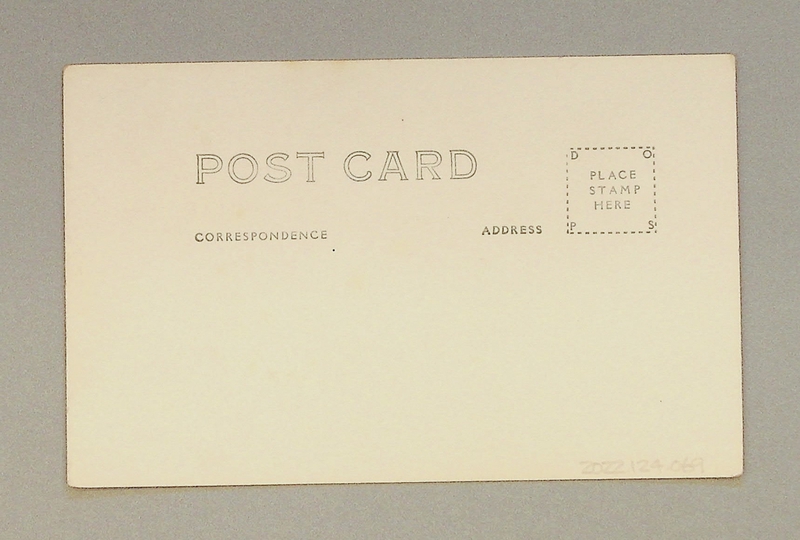 POST CARD
CORRESPONDENCE
ADDRESS
D O
PLACE
STAMP
HERE
P S
2022.124.069